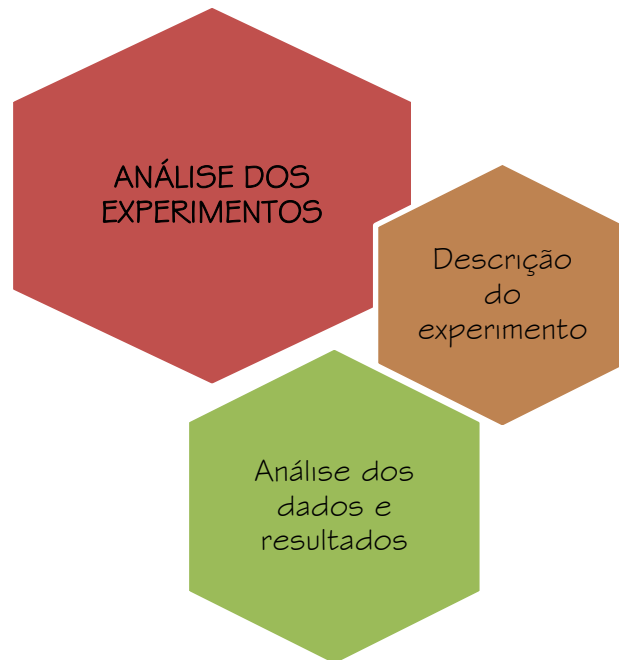 ANÁLISE DOS
EXPERIMENTOS
Descrição
do
experimento
Análise dos
dados e
resultados